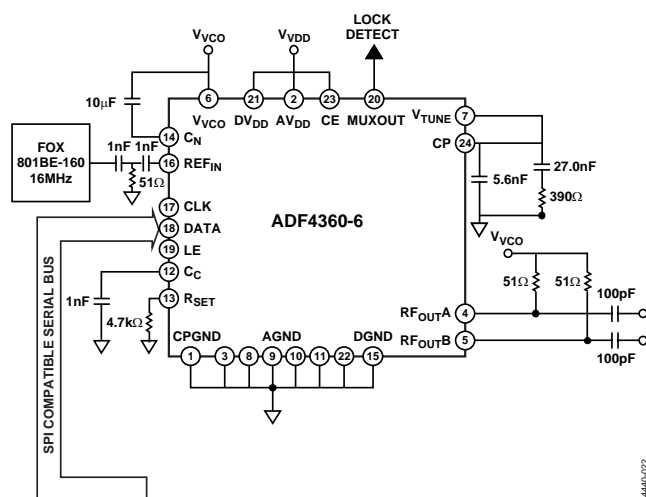 LOCK
DETECT
VVCO
VVDD
10µF
6
21
2
23
20
VVCO
DVDD
AVDD
CE
MUXOUT
VTUNE
7
CP
24
14
CN
FOX
801BE-160
16MHz
1nF
1nF
16
REFIN
51Ω
5.6nF
27.0nF
390Ω
17
CLK
18
DATA
19
LE
ADF4360-6
12
CC
13
RSET
1nF
4.7kΩ
VVCO
51Ω
51Ω
100pF
RFOUTA
4
RFOUTB
5
100pF
CPGND
AGND
DGND
1
3
8
9
10
11
22
15
SPI COMPATIBLE SERIAL BUS
4440-022